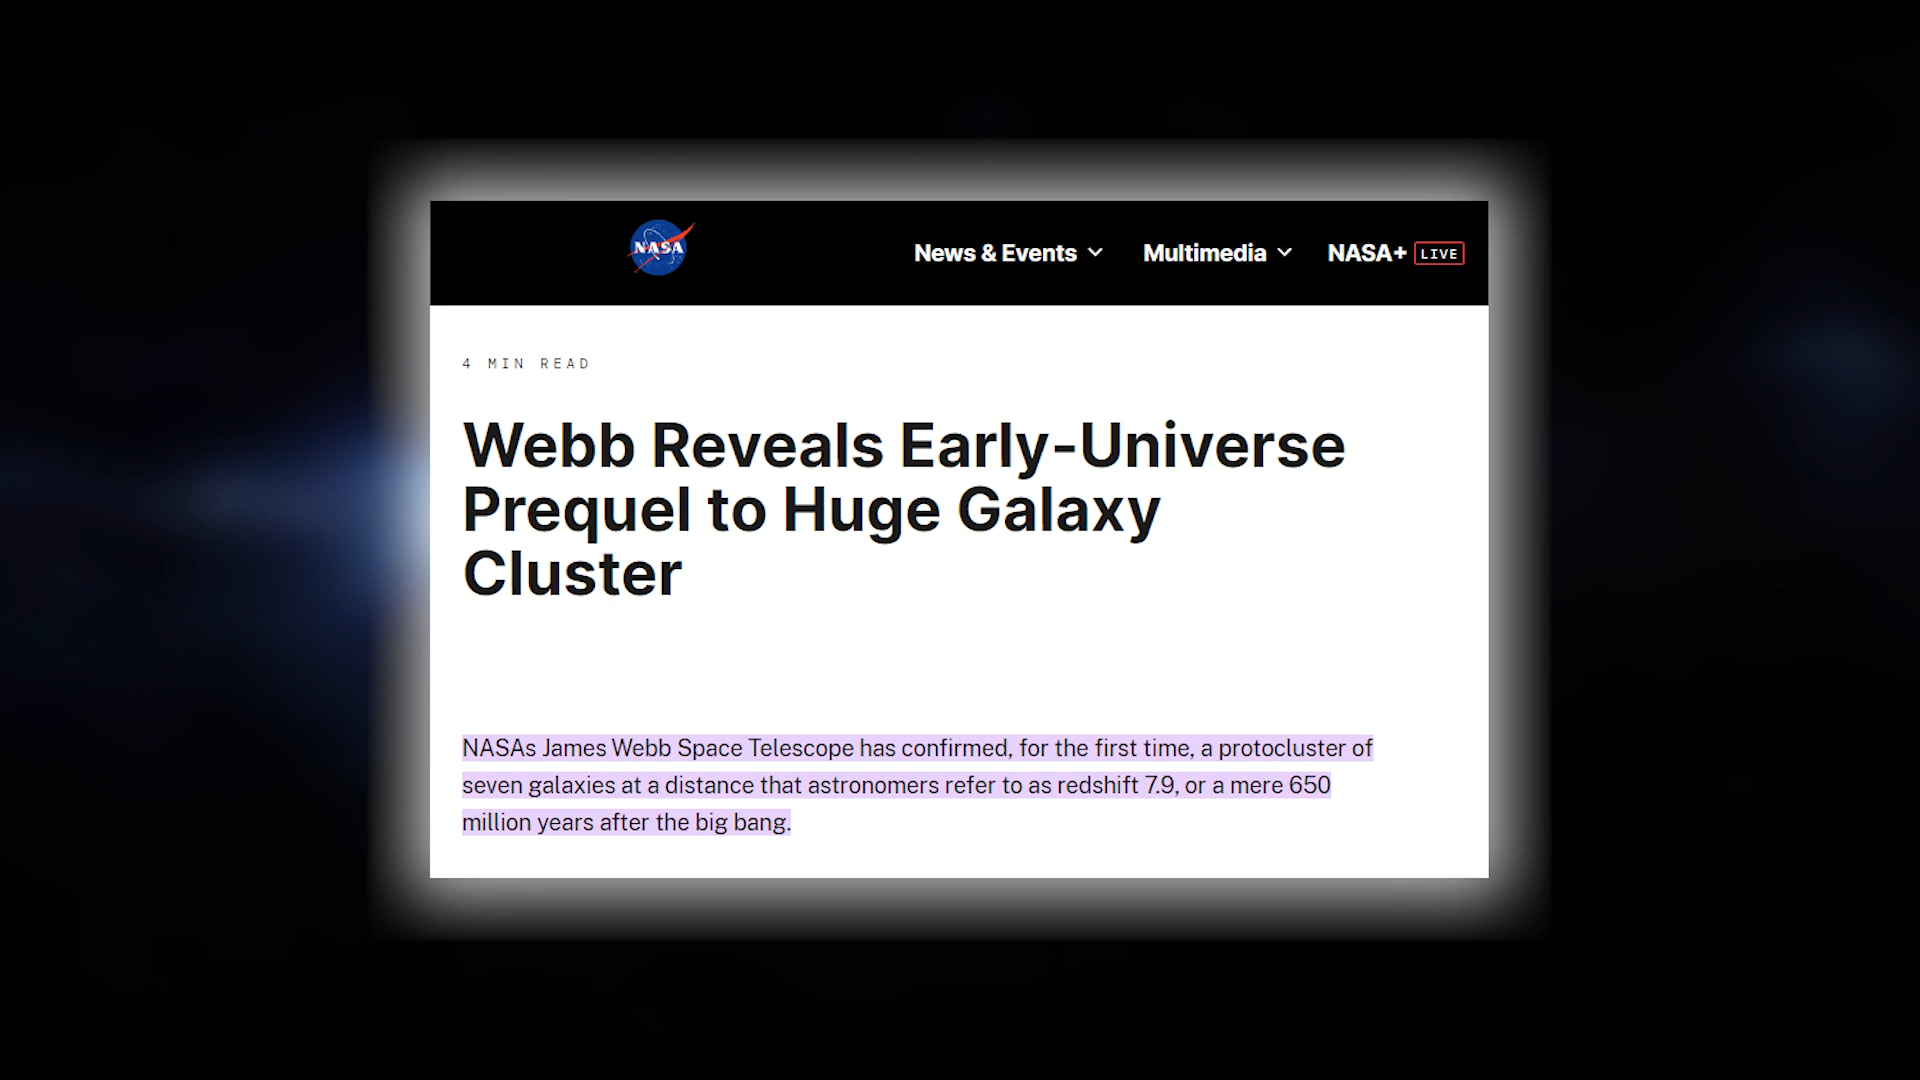 NASA
News & Events
Multimedia
NASA+ LIVE
4 MIN READ
Webb Reveals Early-Universe
Prequel to Huge Galaxy
Cluster
NASAs James Webb Space Telescope has confirmed, for the first time, a protocluster of
seven galaxies at a distance that astronomers refer to as redshift 7.9, or a mere 650
million years after the big bang.